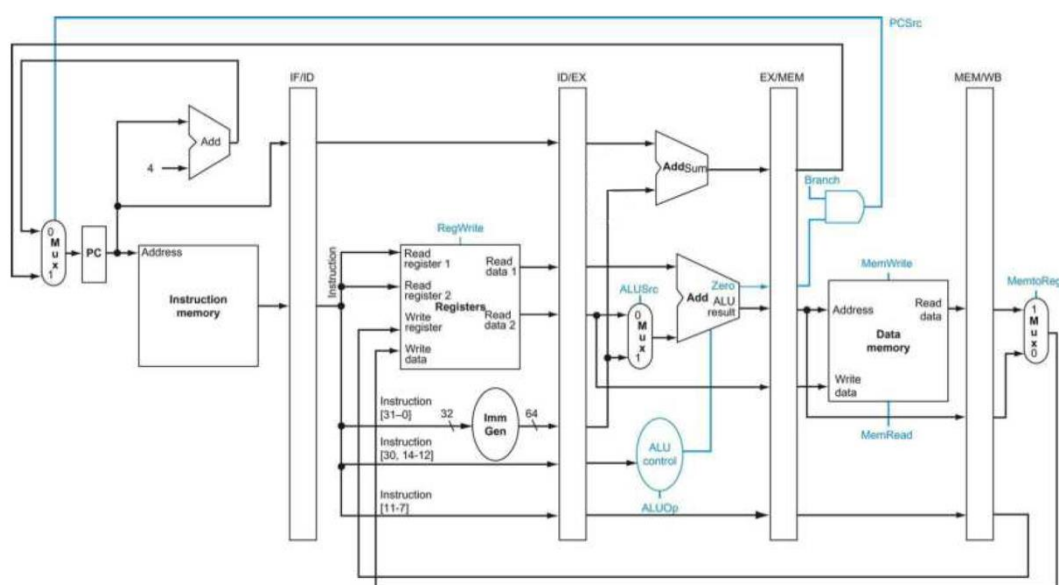 PCSrc
IF/ID
ID/EX
EX/MEM
MEM/WB
Add
4
Add Sum
Branch
0
Mux
1
PC
Address
Instruction
memory
RegWrite
Instruction
Read
register 1
Read
register 2
Write
register
Write
data
Registers
Read
data 1
Read
data 2
ALUSrc
0
Mux
1
Zero
Add
ALU
result
MemWrite
Address
Read
data
Data
memory
Write
data
MemRead
MemtoReg
1
Mux
0
Instruction
[31–0]
32
Imm
Gen
64
Instruction
[30, 14-12]
ALU
control
Instruction
[11-7]
ALUOp